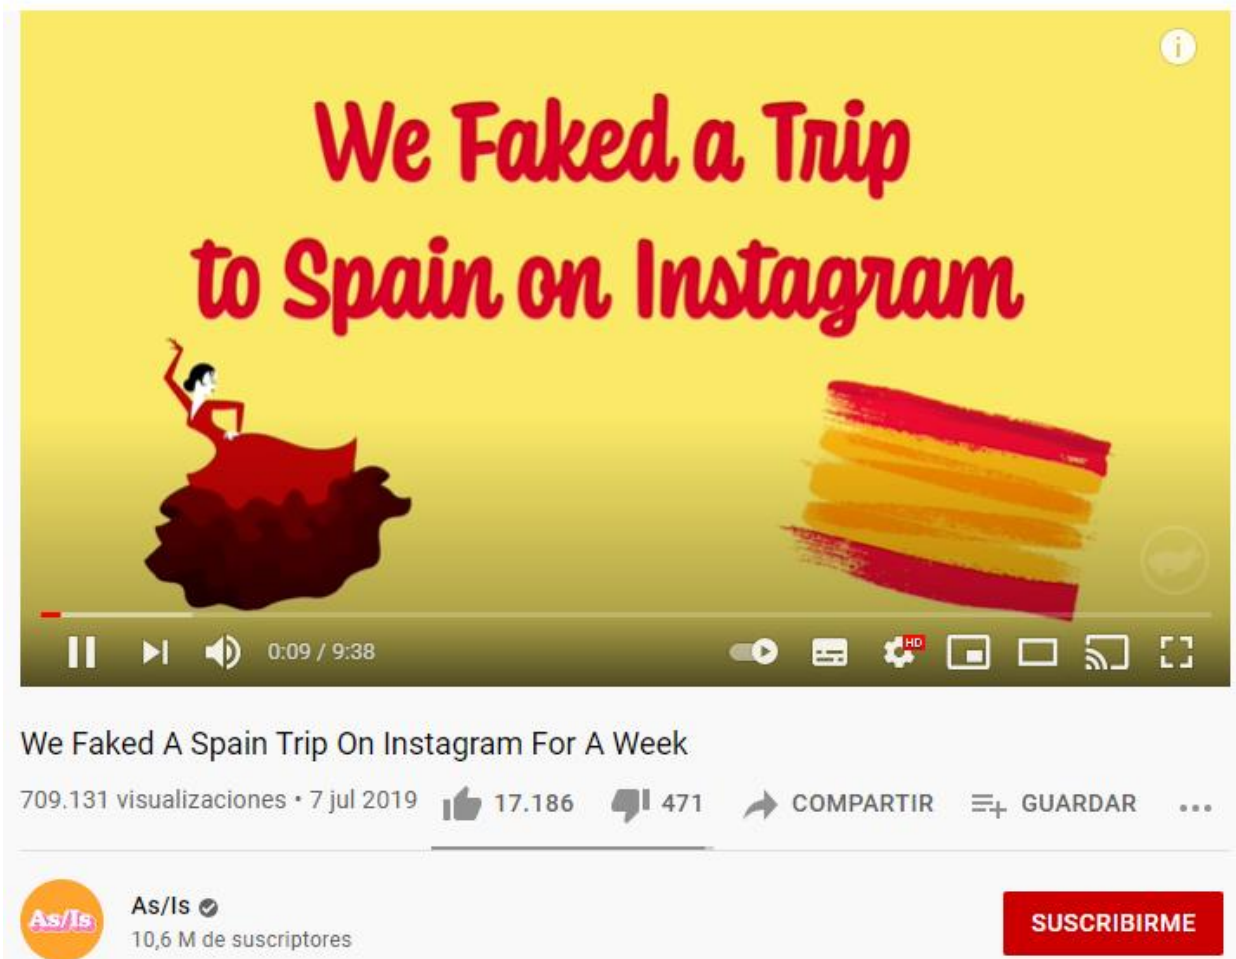 i
We Faked a Trip
to Spain on Instagram
0:09 / 9:38
HD
We Faked A Spain Trip On Instagram For A Week
709.131 visualizaciones • 7 jul 2019 17.186 471 COMPARTIR GUARDAR ...
As/Is
As/Is
10,6 M de suscriptores
SUSCRIBIRME